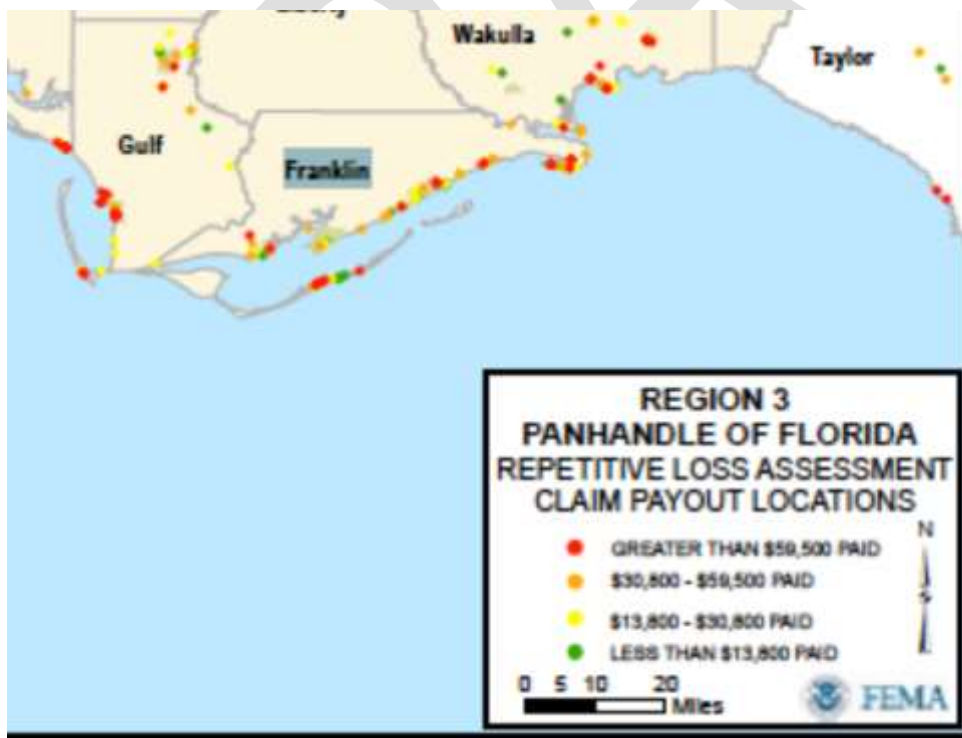 Wakulla
Taylor
Gulf
Franklin
REGION 3
PANHANDLE OF FLORIDA
REPETITIVE LOSS ASSESSMENT
CLAIM PAYOUT LOCATIONS
N
GREATER THAN $59,500 PAID
$30,800 - $59,500 PAID
$13,800 - $30,800 PAID
LESS THAN $13,800 PAID
0 5 10 20
Miles
FEMA